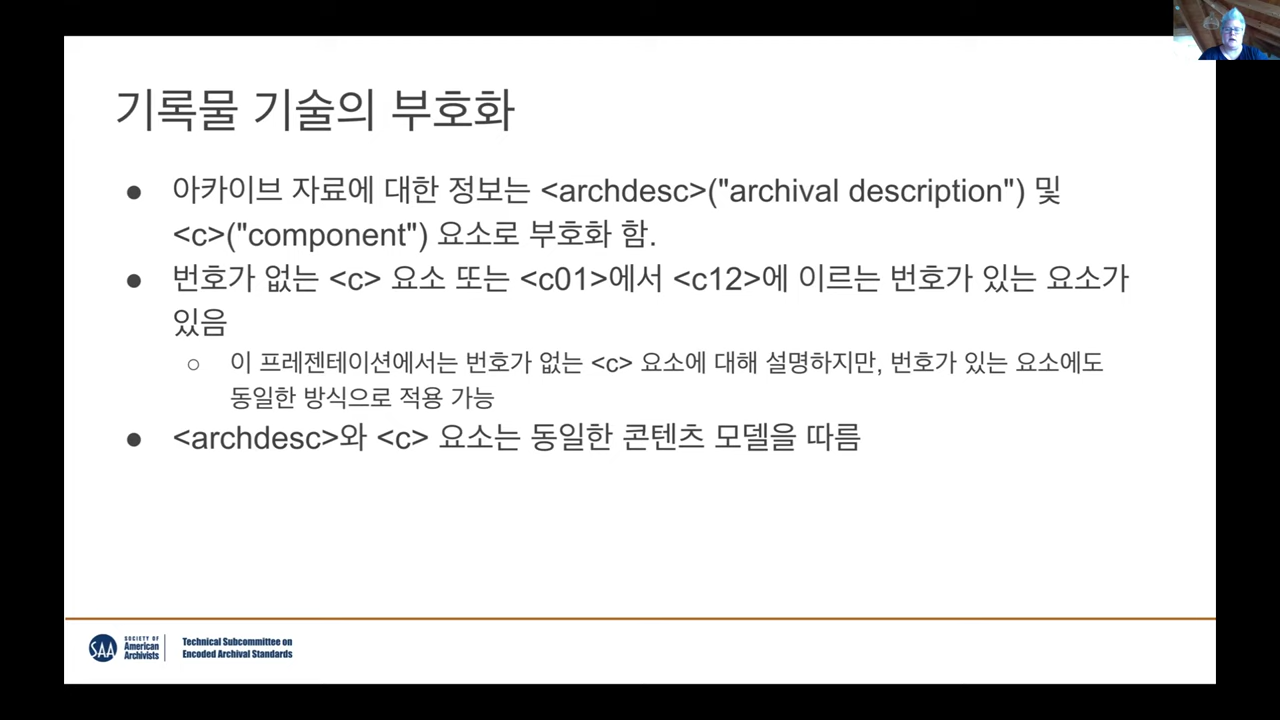 기록물 기술의 부호화
● 아카이브 자료에 대한 정보는 <archdesc>("archival description") 및
<c>("component") 요소로 부호화 함.
● 번호가 없는 <c> 요소 또는 <c01>에서 <c12>에 이르는 번호가 있는 요소가
있음
○ 이 프레젠테이션에서는 번호가 없는 <c> 요소에 대해 설명하지만, 번호가 있는 요소에도
동일한 방식으로 적용 가능
● <archdesc>와 <c> 요소는 동일한 콘텐츠 모델을 따름
SAA
SOCIETY OF
American
Archivists
Technical Subcommittee on
Encoded Archival Standards